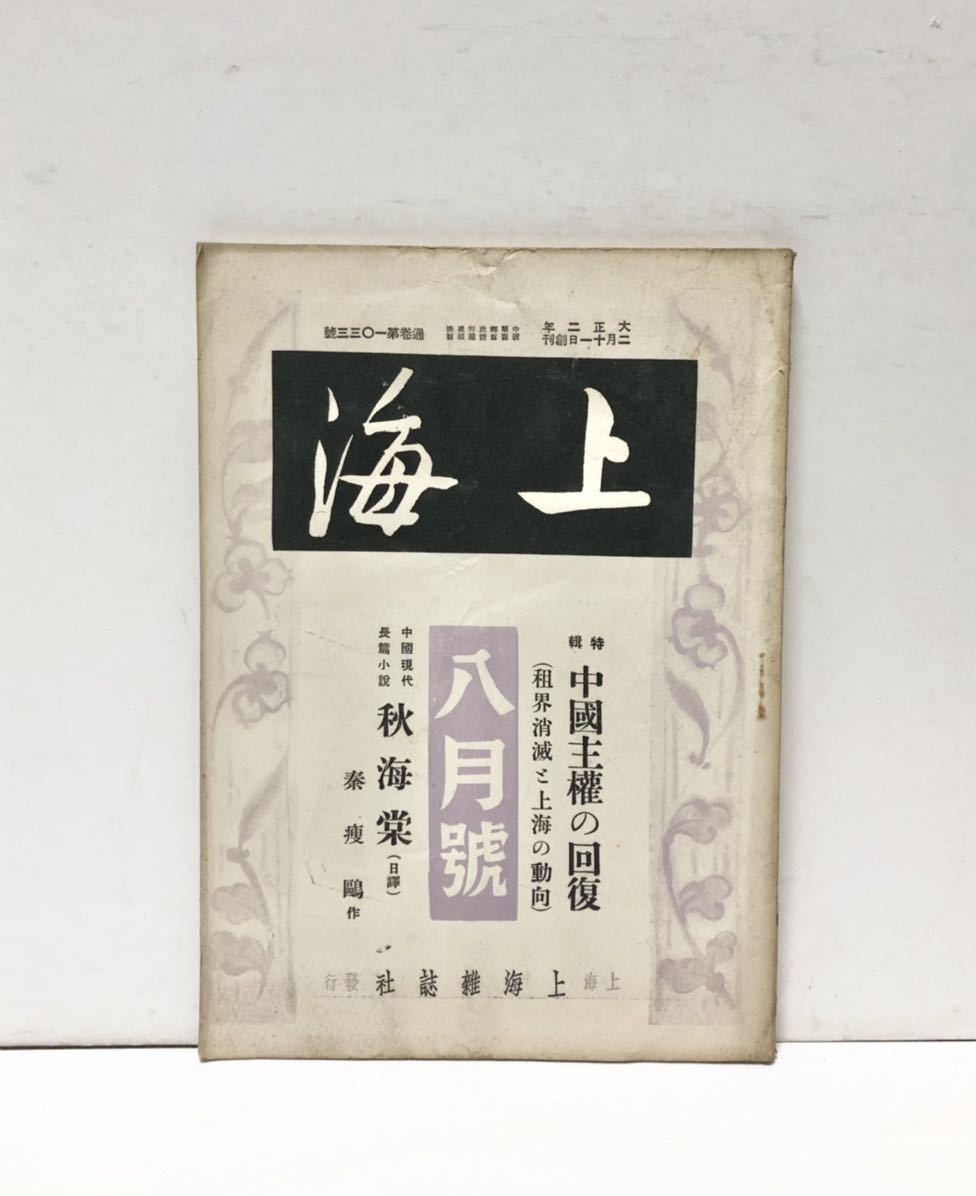 大正二年
二月十一日創刊
通卷第一〇三三號
上海
特輯
中國主權の回復
(租界消滅と上海の動向)
八月號
中國現代
長篇小說
秋海棠(日譯)
秦瘦鷗作
上海 上海雜誌社 發行